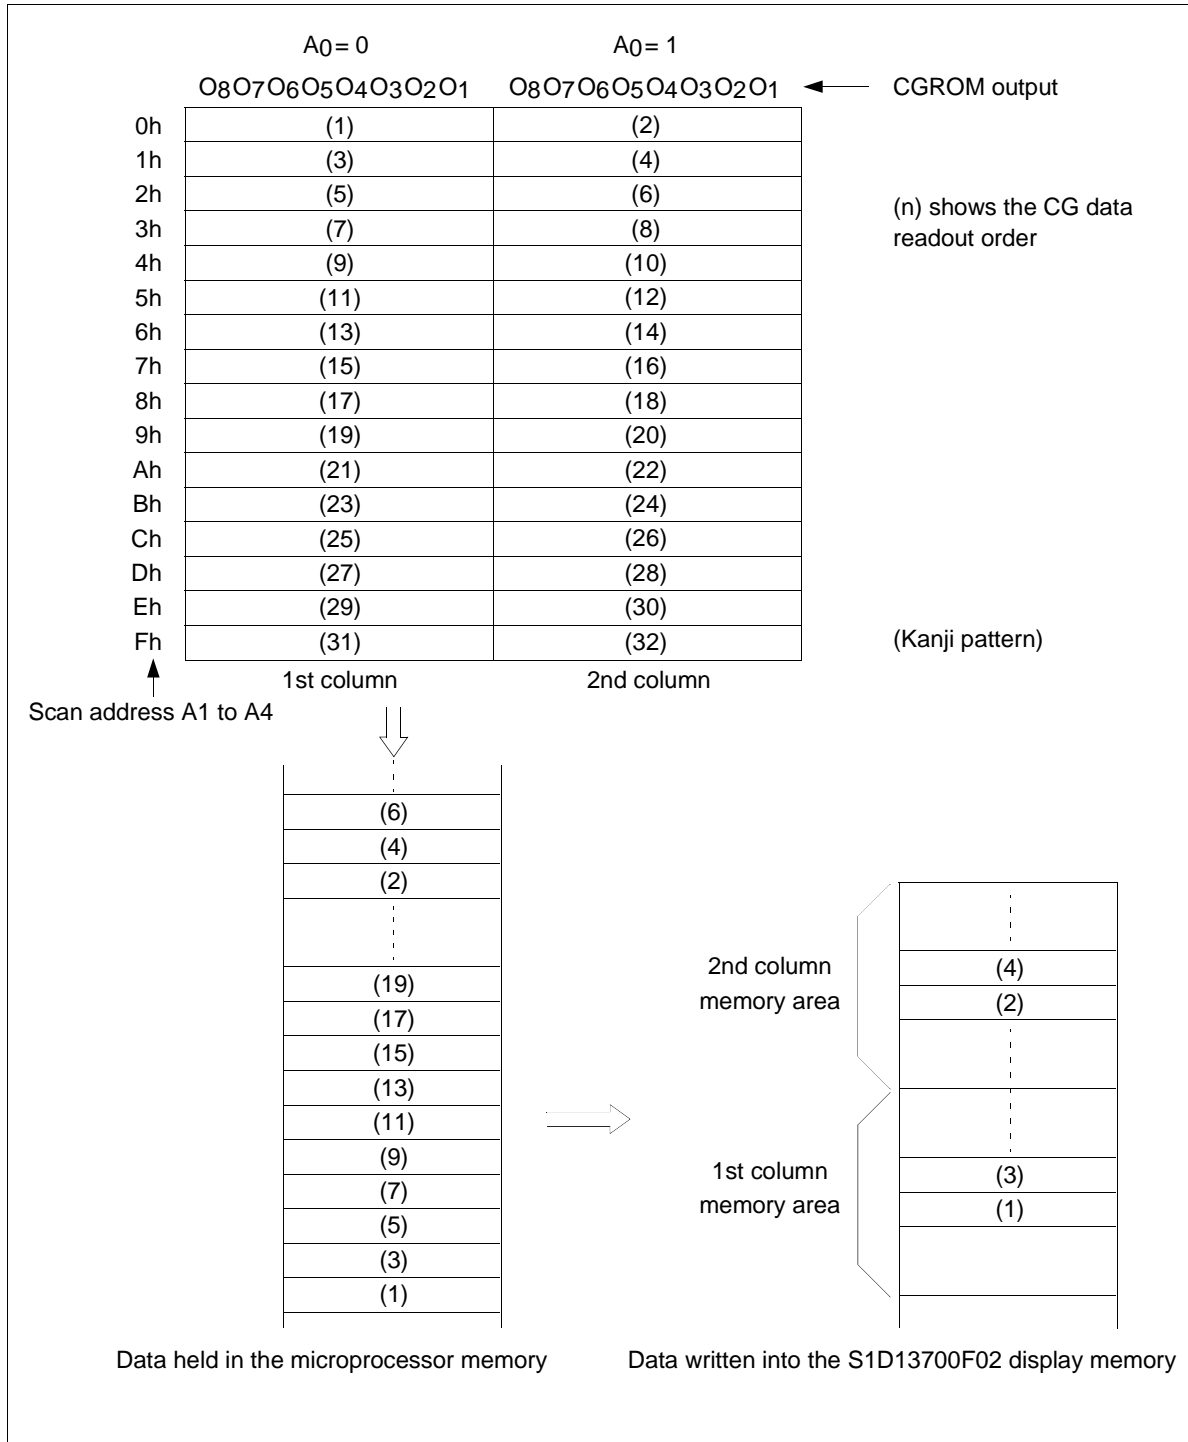 A0= 0 A0= 1
O8O7O6O5O4O3O2O1 O8O7O6O5O4O3O2O1 CGROM output
0h (1) (2)
1h (3) (4)
2h (5) (6)
(n) shows the CG data
3h (7) (8)
readout order
4h (9) (10)
5h (11) (12)
6h (13) (14)
7h (15) (16)
8h (17) (18)
9h (19) (20)
Ah (21) (22)
Bh (23) (24)
Ch (25) (26)
Dh (27) (28)
Eh (29) (30)
Fh (31) (32) (Kanji pattern)
1st column 2nd column
Scan address A1 to A4
(6)
(4)
(2)
(19)
(17)
(15)
(13)
(11)
(9)
(7)
(5)
(3)
(1)
Data held in the microprocessor memory
2nd column
memory area
(4)
(2)
1st column
memory area
(3)
(1)
Data written into the S1D13700F02 display memory